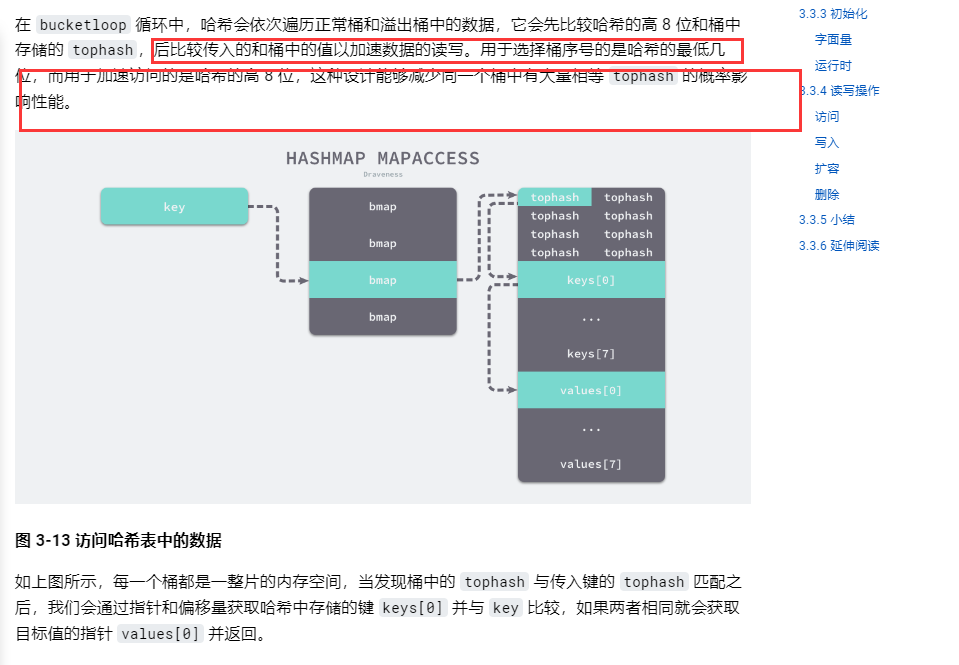 在 bucketloop 循环中，哈希会依次遍历正常桶和溢出桶中的数据，它会先比较哈希的高 8 位和桶中
存储的 tophash，后比较传入的和桶中的值以加速数据的读写。用于选择桶序号的是哈希的最低几
位，而用于加速访问的是哈希的高 8 位，这种设计能够减少同一个桶中有大量相等 tophash 的概率影
响性能。
HASHMAP MAPACCESS
Draveness
key
bmap
bmap
bmap
bmap
tophash tophash
tophash tophash
tophash tophash
tophash tophash
keys[0]
...
keys[7]
values[0]
...
values[7]
图 3-13 访问哈希表中的数据
如上图所示，每一个桶都是一整片的内存空间，当发现桶中的 tophash 与传入键的 tophash 匹配之
后，我们会通过指针和偏移量获取哈希中存储的键 keys[0] 并与 key 比较，如果两者相同就会获取
目标值的指针 values[0] 并返回。
3.3.3 初始化
字面量
运行时
3.3.4 读写操作
访问
写入
扩容
删除
3.3.5 小结
3.3.6 延伸阅读